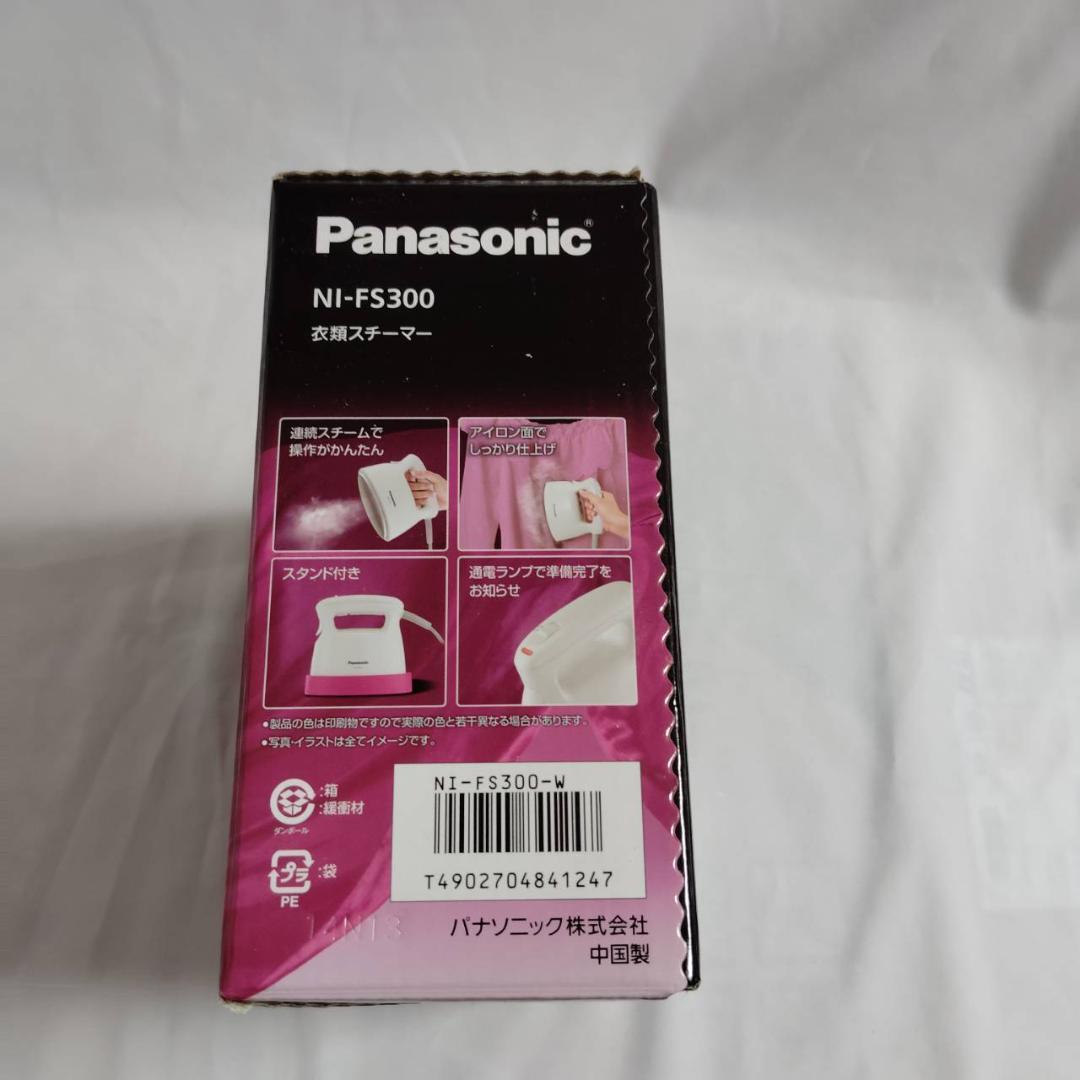 Panasonic®
NI-FS300
衣類スチーマー
連続スチームで
操作がかんたん
Panasonic
アイロン面で
しっかり仕上げ
スタンド付き
Panasonic
通電ランプで準備完了を
お知らせ
●製品の色は印刷物ですので実際の色と若干異なる場合があります。
●写真・イラストは全てイメージです。
:箱
:緩衝材
ダンボール
プラ
:袋
PE
NI-FS300-W
T4902704841247
14N13
パナソニック株式会社
中国製